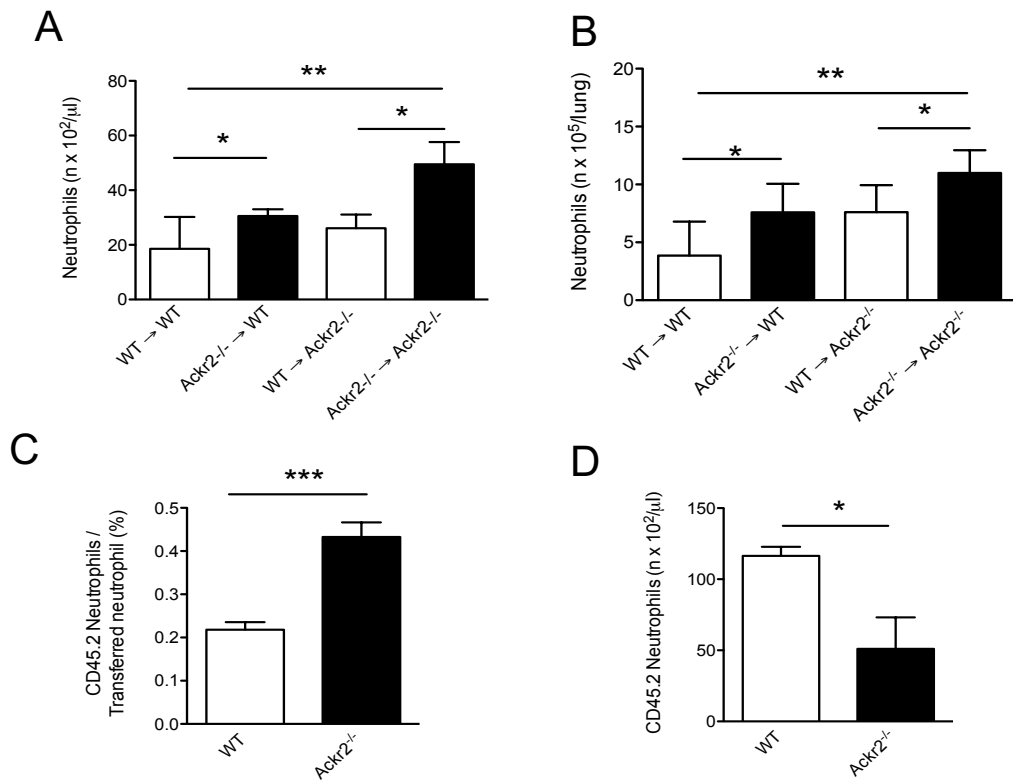 A
Neutrophils (n x 10²/µl)
80
60
40
20
0
**
*
*
WT → WT
Ackr2-/- → WT
WT → Ackr2-/-
Ackr2-/- → Ackr2-/-
B
Neutrophils (n x 10⁵/lung)
20
15
10
5
0
**
*
*
WT → WT
Ackr2⁻/⁻ → WT
WT → Ackr2⁻/⁻
Ackr2⁻/⁻ → Ackr2⁻/⁻
C
CD45.2 Neutrophils /
Transferred neutrophil (%)
0.5
0.4
0.3
0.2
0.1
0.0
***
WT
Ackr2⁻/⁻
D
CD45.2 Neutrophils (n x 10²/µl)
150
100
50
0
*
WT
Ackr2⁻/⁻